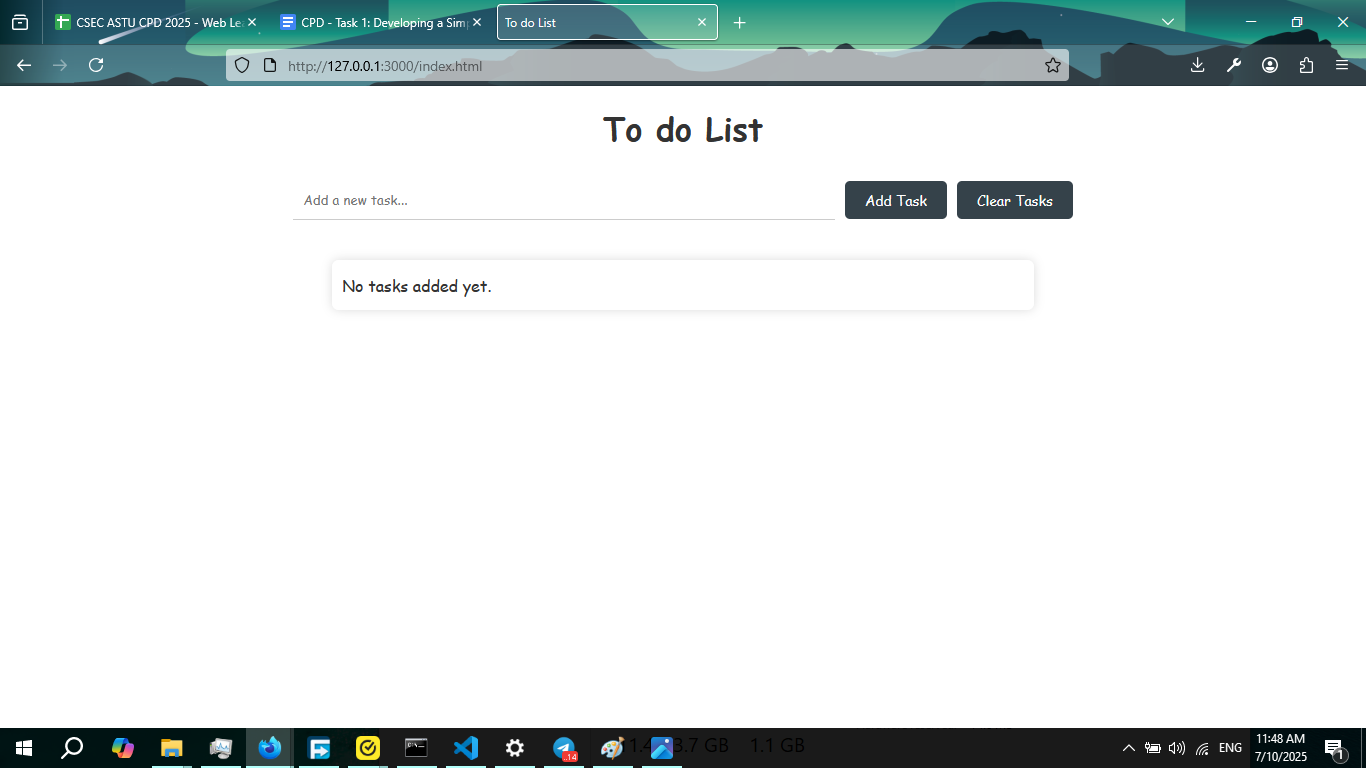 CSEC ASTU CPD 2025 - Web Le
CPD - Task 1: Developing a Sim
To do List
http://127.0.0.1:3000/index.html
To do List
Add a new task...
Add Task
Clear Tasks
No tasks added yet.
14
3.7 GB
1.1 GB
ENG
11:48 AM
7/10/2025
1